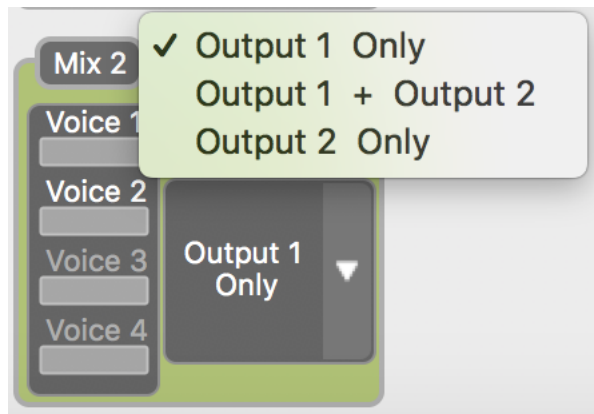 Mix 2
Output 1 Only
Output 1 + Output 2
Output 2 Only
Voice 1
Voice 2
Voice 3
Voice 4
Output 1
Only